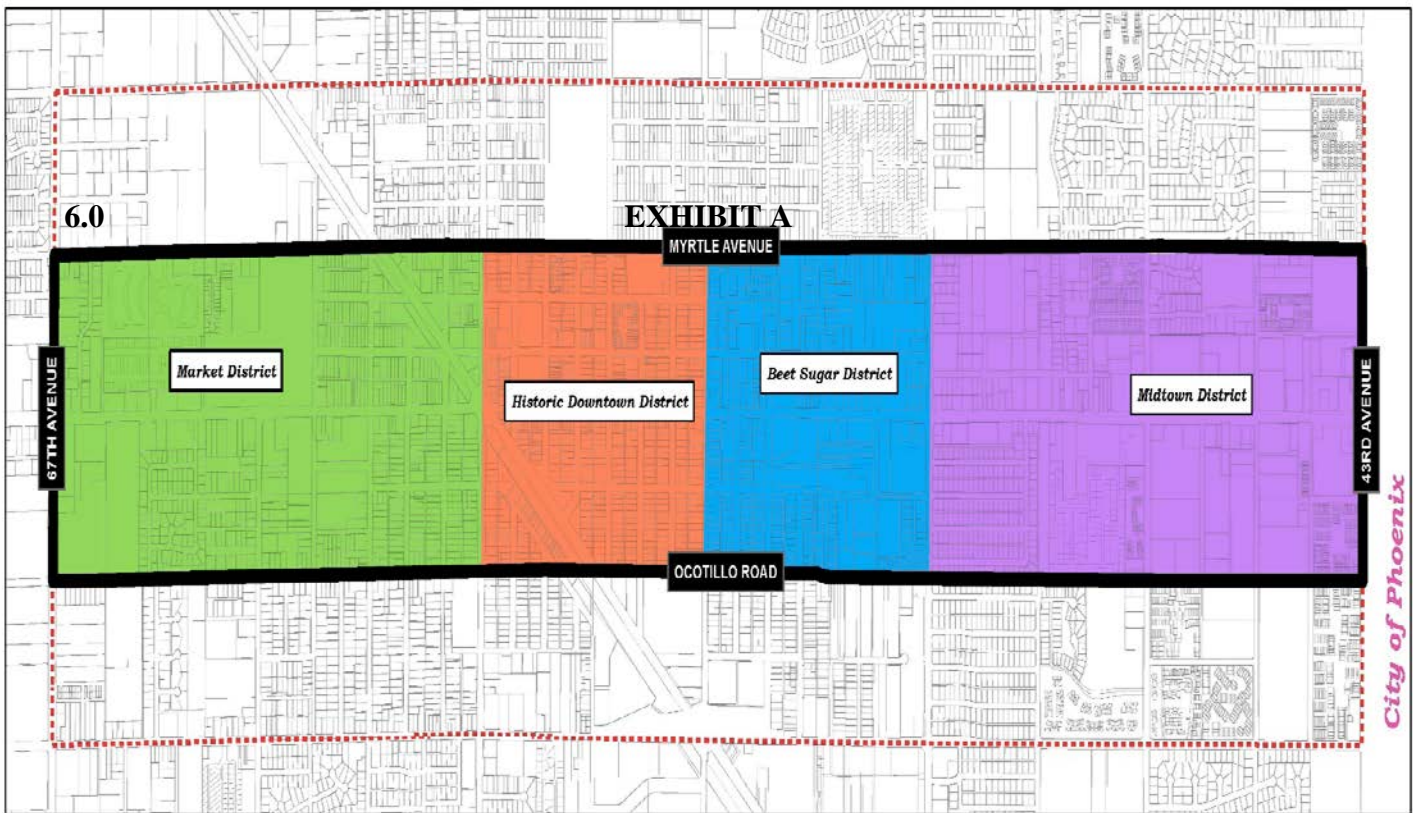 6.0
EXHIBIT A
MYRTLE AVENUE
67TH AVENUE
Market District
Historic Downtown District
Beet Sugar District
Midtown District
43RD AVENUE
OCOTILLO ROAD
City of Phoenix